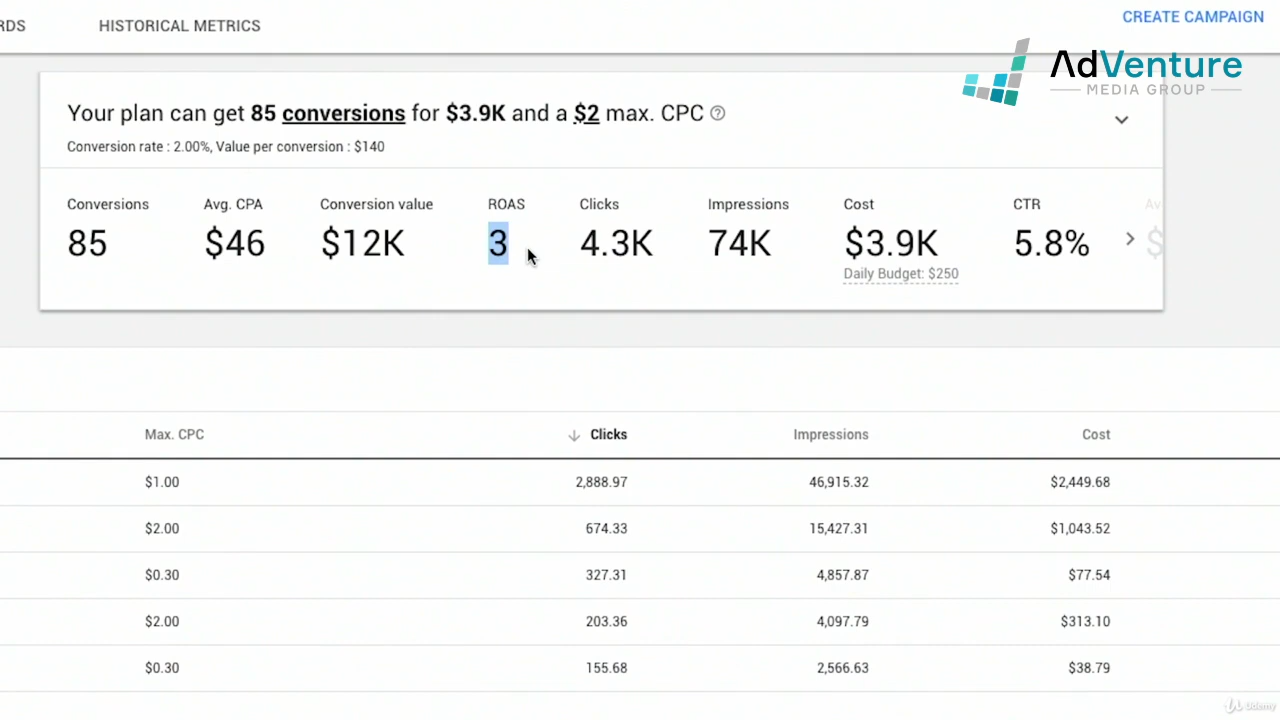 RDS HISTORICAL METRICS CREATE CAMPAIGN
AdVenture
MEDIA GROUP
Your plan can get 85 conversions for $3.9K and a $2 max. CPC
Conversion rate : 2.00%, Value per conversion : $140
Conversions Avg. CPA Conversion value ROAS Clicks Impressions Cost CTR Av
85 $46 $12K 3 4.3K 74K $3.9K 5.8% $
Daily Budget: $250
Max. CPC Clicks Impressions Cost
$1.00 2,888.97 46,915.32 $2,449.68
$2.00 674.33 15,427.31 $1,043.52
$0.30 327.31 4,857.87 $77.54
$2.00 203.36 4,097.79 $313.10
$0.30 155.68 2,566.63 $38.79
Udemy